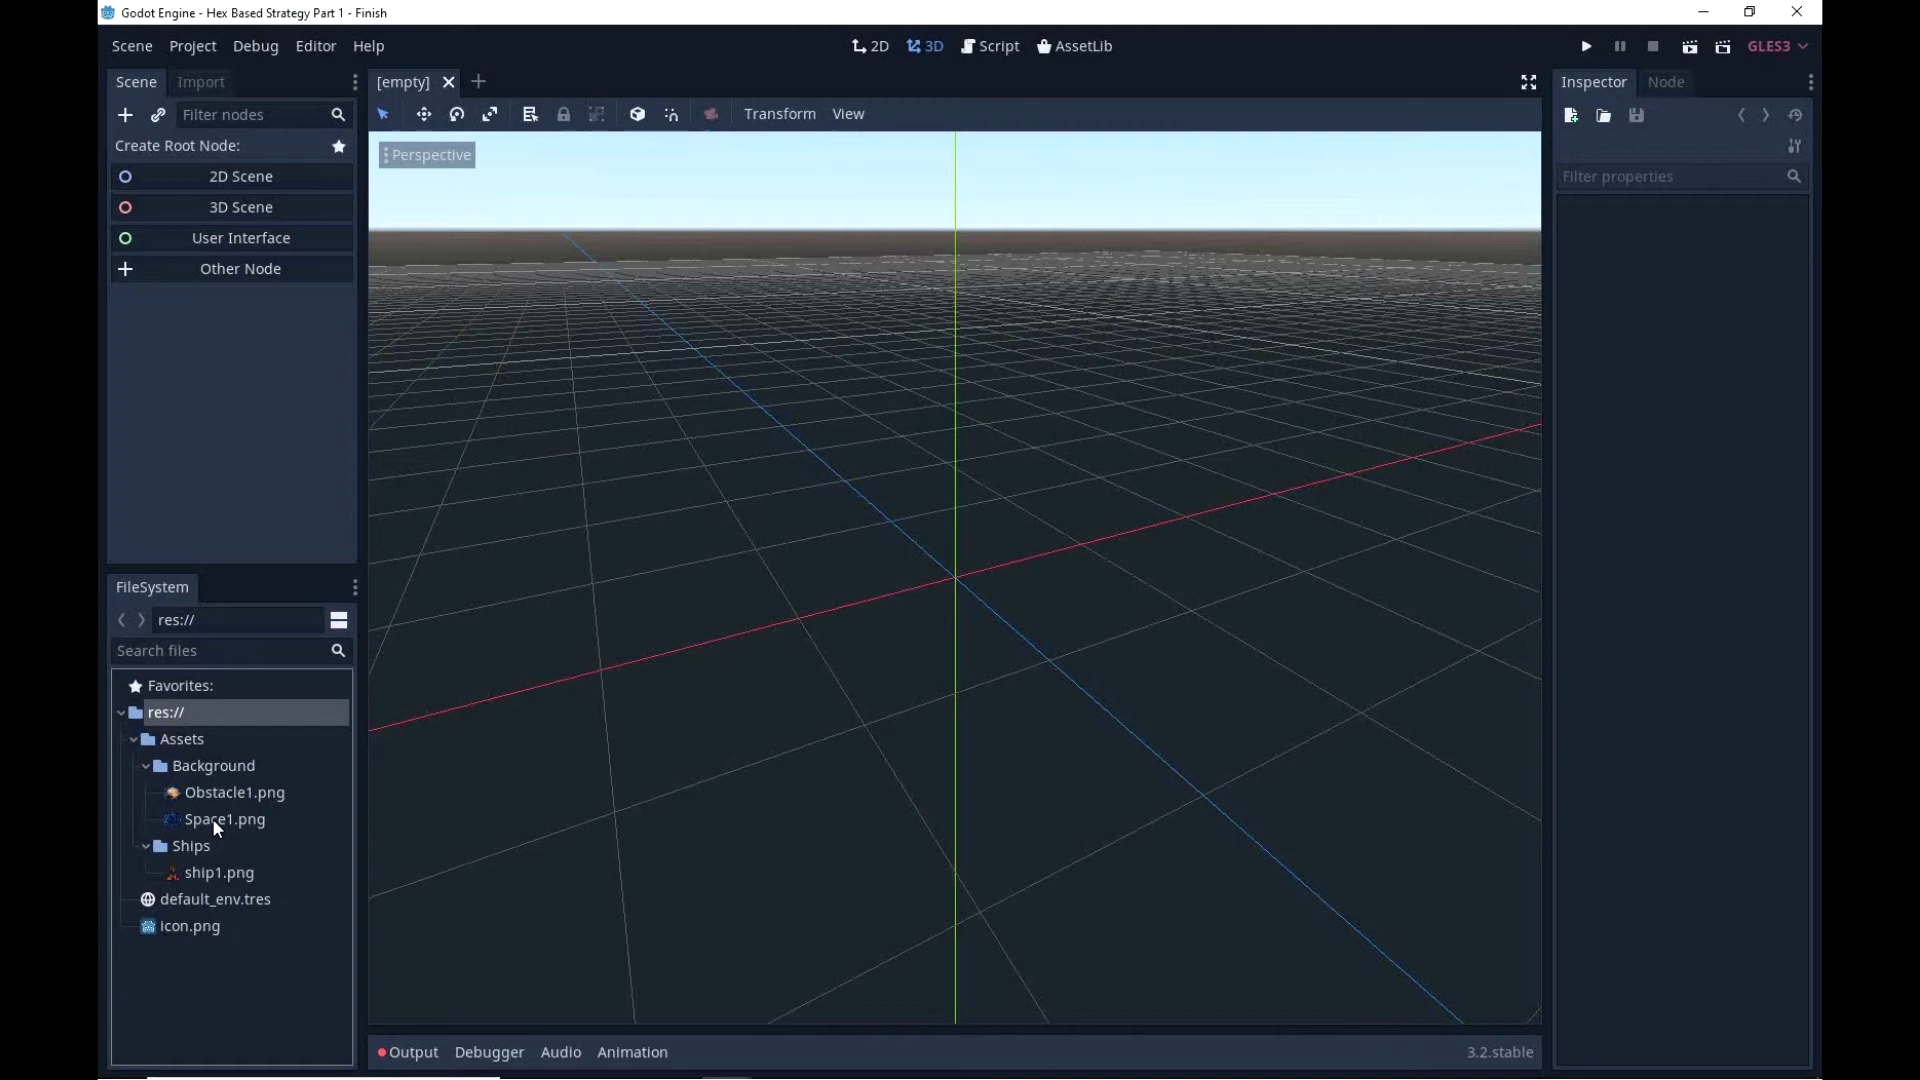 Godot Engine - Hex Based Strategy Part 1 - Finish
Scene Project Debug Editor Help
2D 3D Script AssetLib
GLES3
Scene Import
[empty]
Inspector Node
Filter nodes
Transform View
Create Root Node:
Perspective
2D Scene
Filter properties
3D Scene
User Interface
Other Node
FileSystem
res://
Search files
Favorites:
res://
Assets
Background
Obstacle1.png
Space1.png
Ships
ship1.png
default_env.tres
icon.png
Output Debugger Audio Animation
3.2.stable